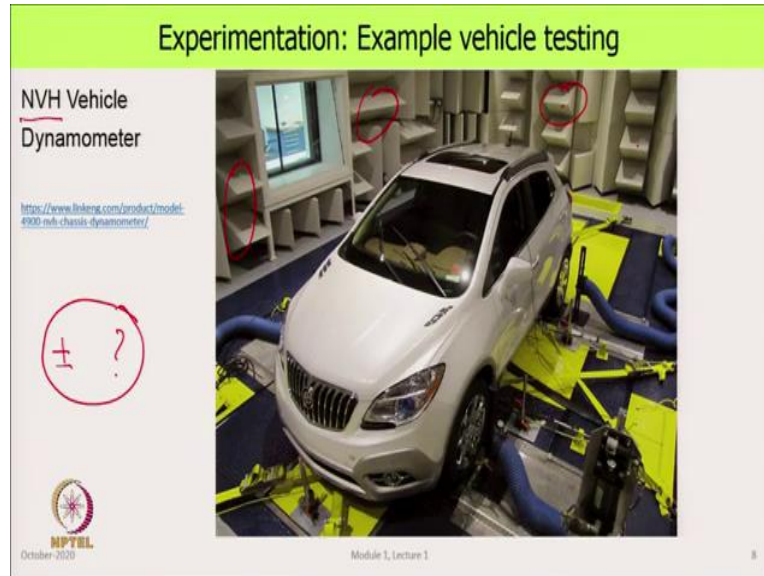 Experimentation: Example vehicle testing
NVH Vehicle
Dynamometer
https://www.linkeng.com/product/model-
4900-nvh-chassis-dynamometer/
± ?
NPTEL
October-2020
Module 1, Lecture 1
8